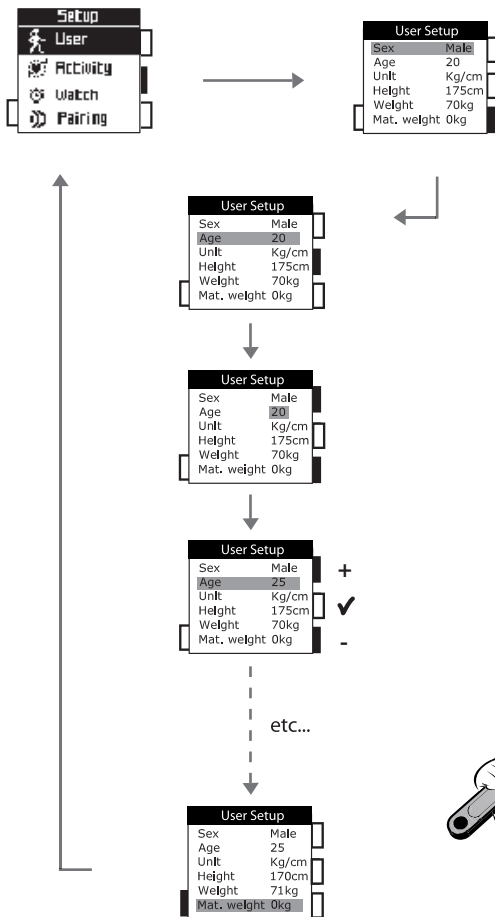 Setup
User
Activity
Watch
Pairing
User Setup
Sex Male
Age 20
Unit Kg/cm
Height 175cm
Weight 70kg
Mat. weight 0kg
User Setup
Sex Male
Age 20
Unit Kg/cm
Height 175cm
Weight 70kg
Mat. weight 0kg
User Setup
Sex Male
Age 20
Unit Kg/cm
Height 175cm
Weight 70kg
Mat. weight 0kg
User Setup
Sex Male
Age 25
Unit Kg/cm
Height 175cm
Weight 70kg
Mat. weight 0kg
+
✔
-
etc...
User Setup
Sex Male
Age 25
Unit Kg/cm
Height 170cm
Weight 71kg
Mat. weight 0kg